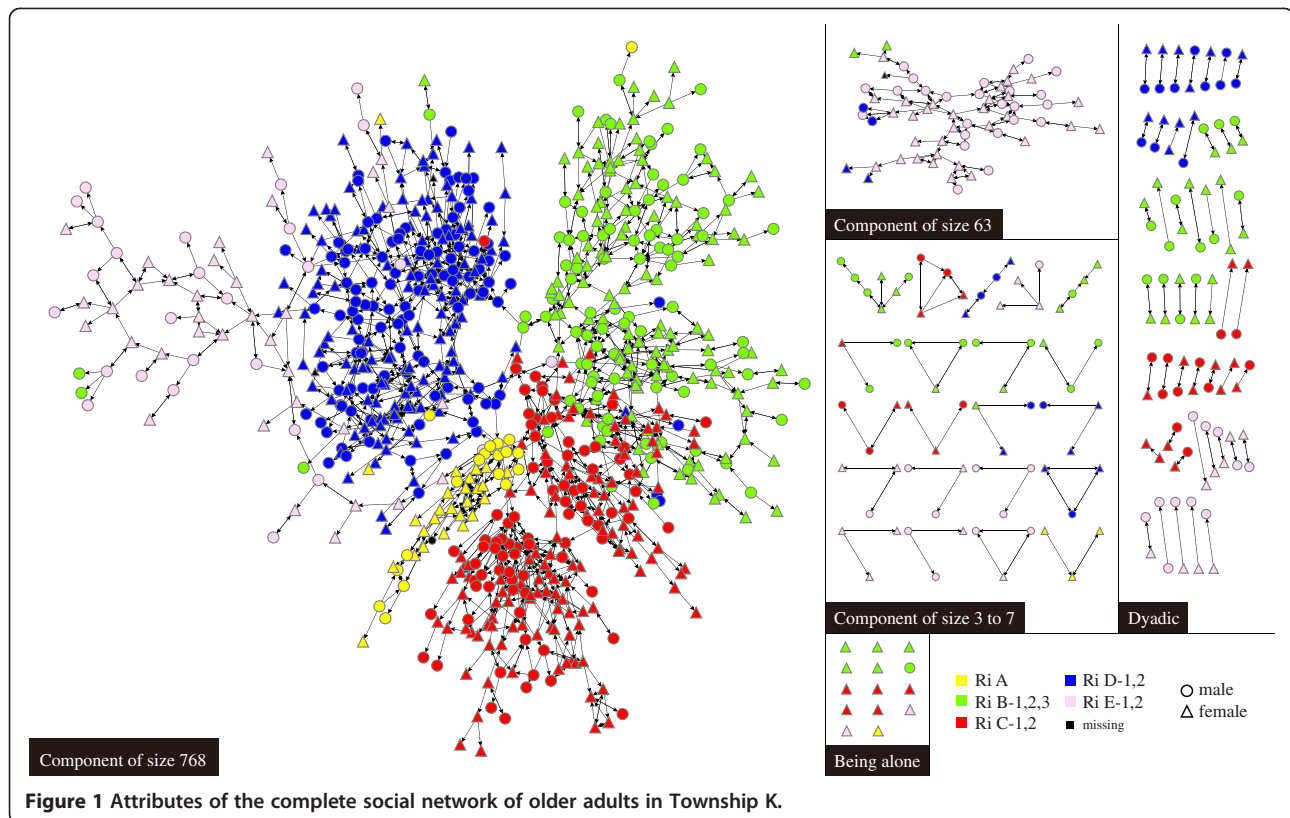 Component of size 768
Component of size 63
Component of size 3 to 7
Dyadic
Being alone
Ri A
Ri B-1,2,3
Ri C-1,2
Ri D-1,2
Ri E-1,2
missing
male
female
Figure 1 Attributes of the complete social network of older adults in Township K.